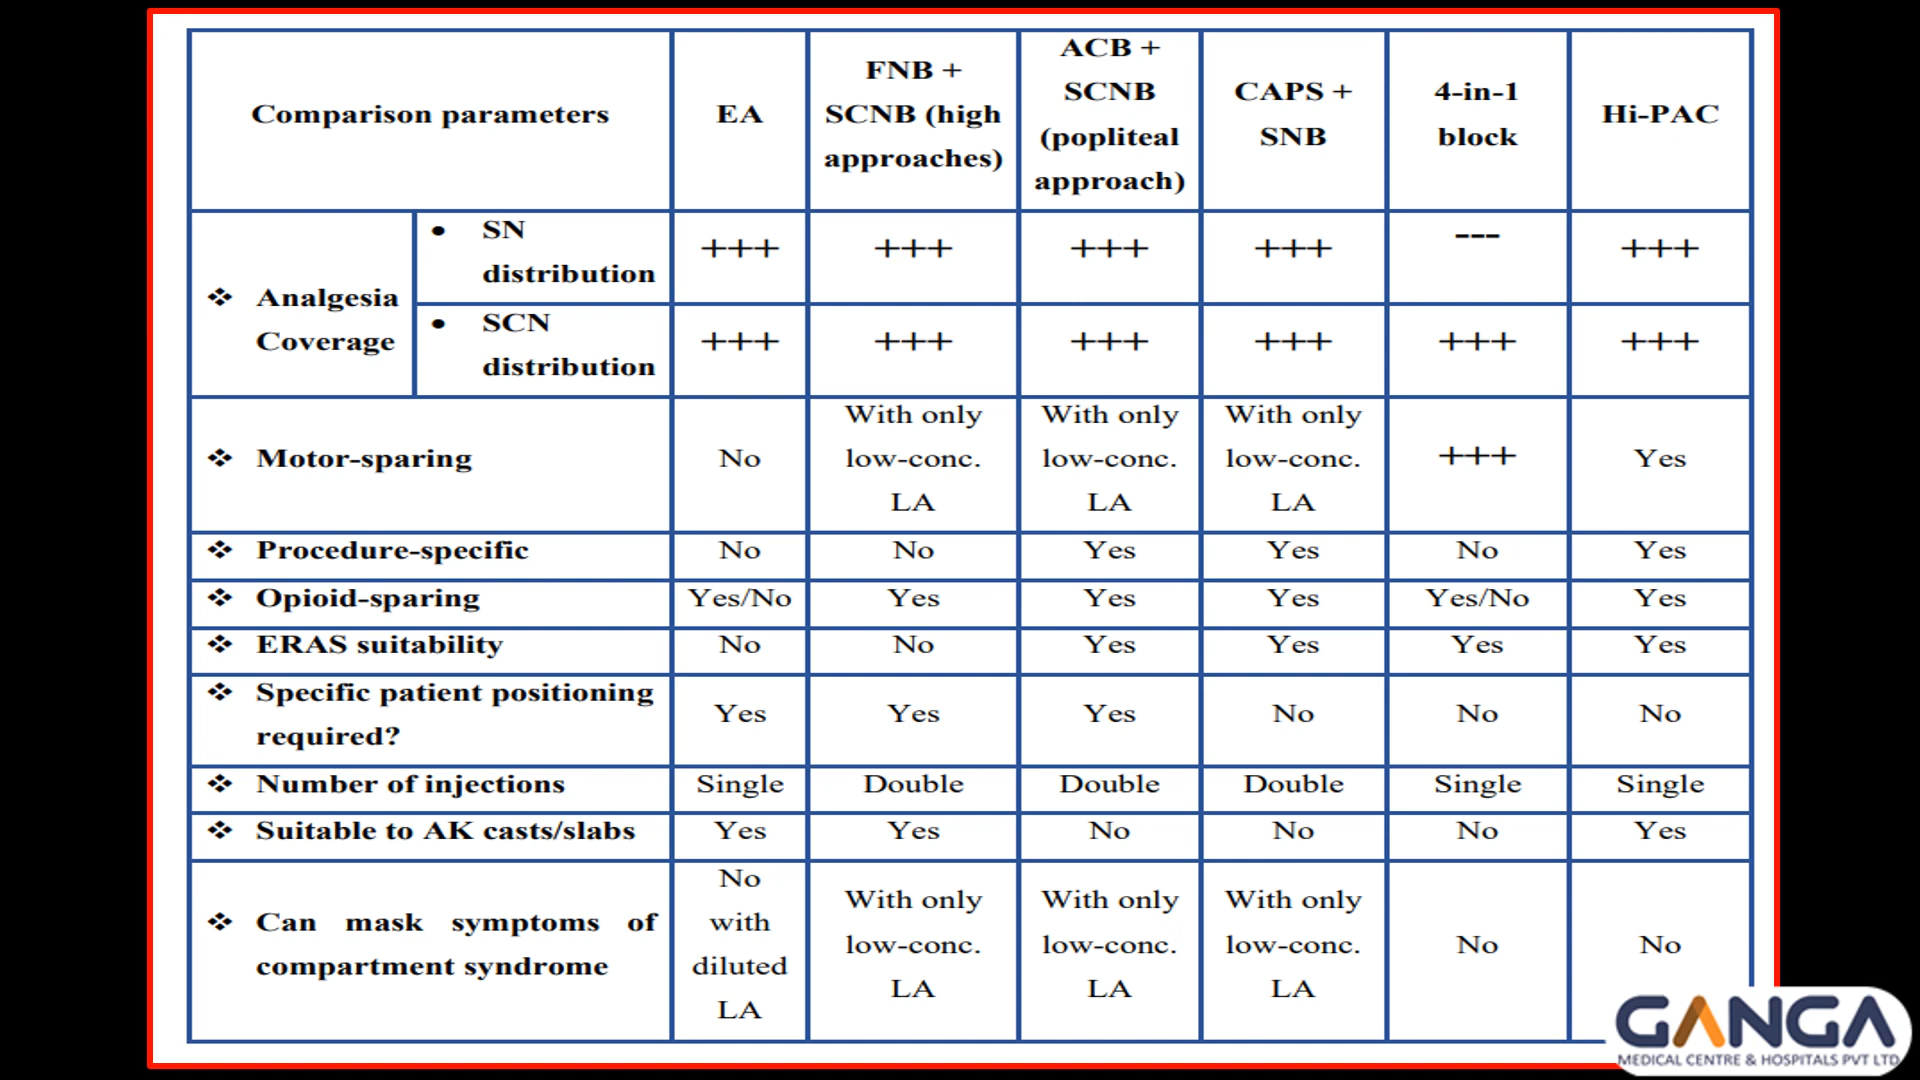 Comparison parameters
EA
FNB +
SCNB (high
approaches)
ACB +
SCNB
(popliteal
approach)
CAPS +
SNB
4-in-1
block
Hi-PAC
❖ Analgesia
Coverage
• SN
distribution
+++
+++
+++
+++
---
+++
• SCN
distribution
+++
+++
+++
+++
+++
+++
❖ Motor-sparing
No
With only
low-conc.
LA
With only
low-conc.
LA
With only
low-conc.
LA
+++
Yes
❖ Procedure-specific
No
No
Yes
Yes
No
Yes
❖ Opioid-sparing
Yes/No
Yes
Yes
Yes
Yes/No
Yes
❖ ERAS suitability
No
No
Yes
Yes
Yes
Yes
❖ Specific patient positioning
required?
Yes
Yes
Yes
No
No
No
❖ Number of injections
Single
Double
Double
Double
Single
Single
❖ Suitable to AK casts/slabs
Yes
Yes
No
No
No
Yes
❖ Can mask symptoms of
compartment syndrome
No
with
diluted
LA
With only
low-conc.
LA
With only
low-conc.
LA
With only
low-conc.
LA
No
No
GANGA
MEDICAL CENTRE & HOSPITALS PVT LTD